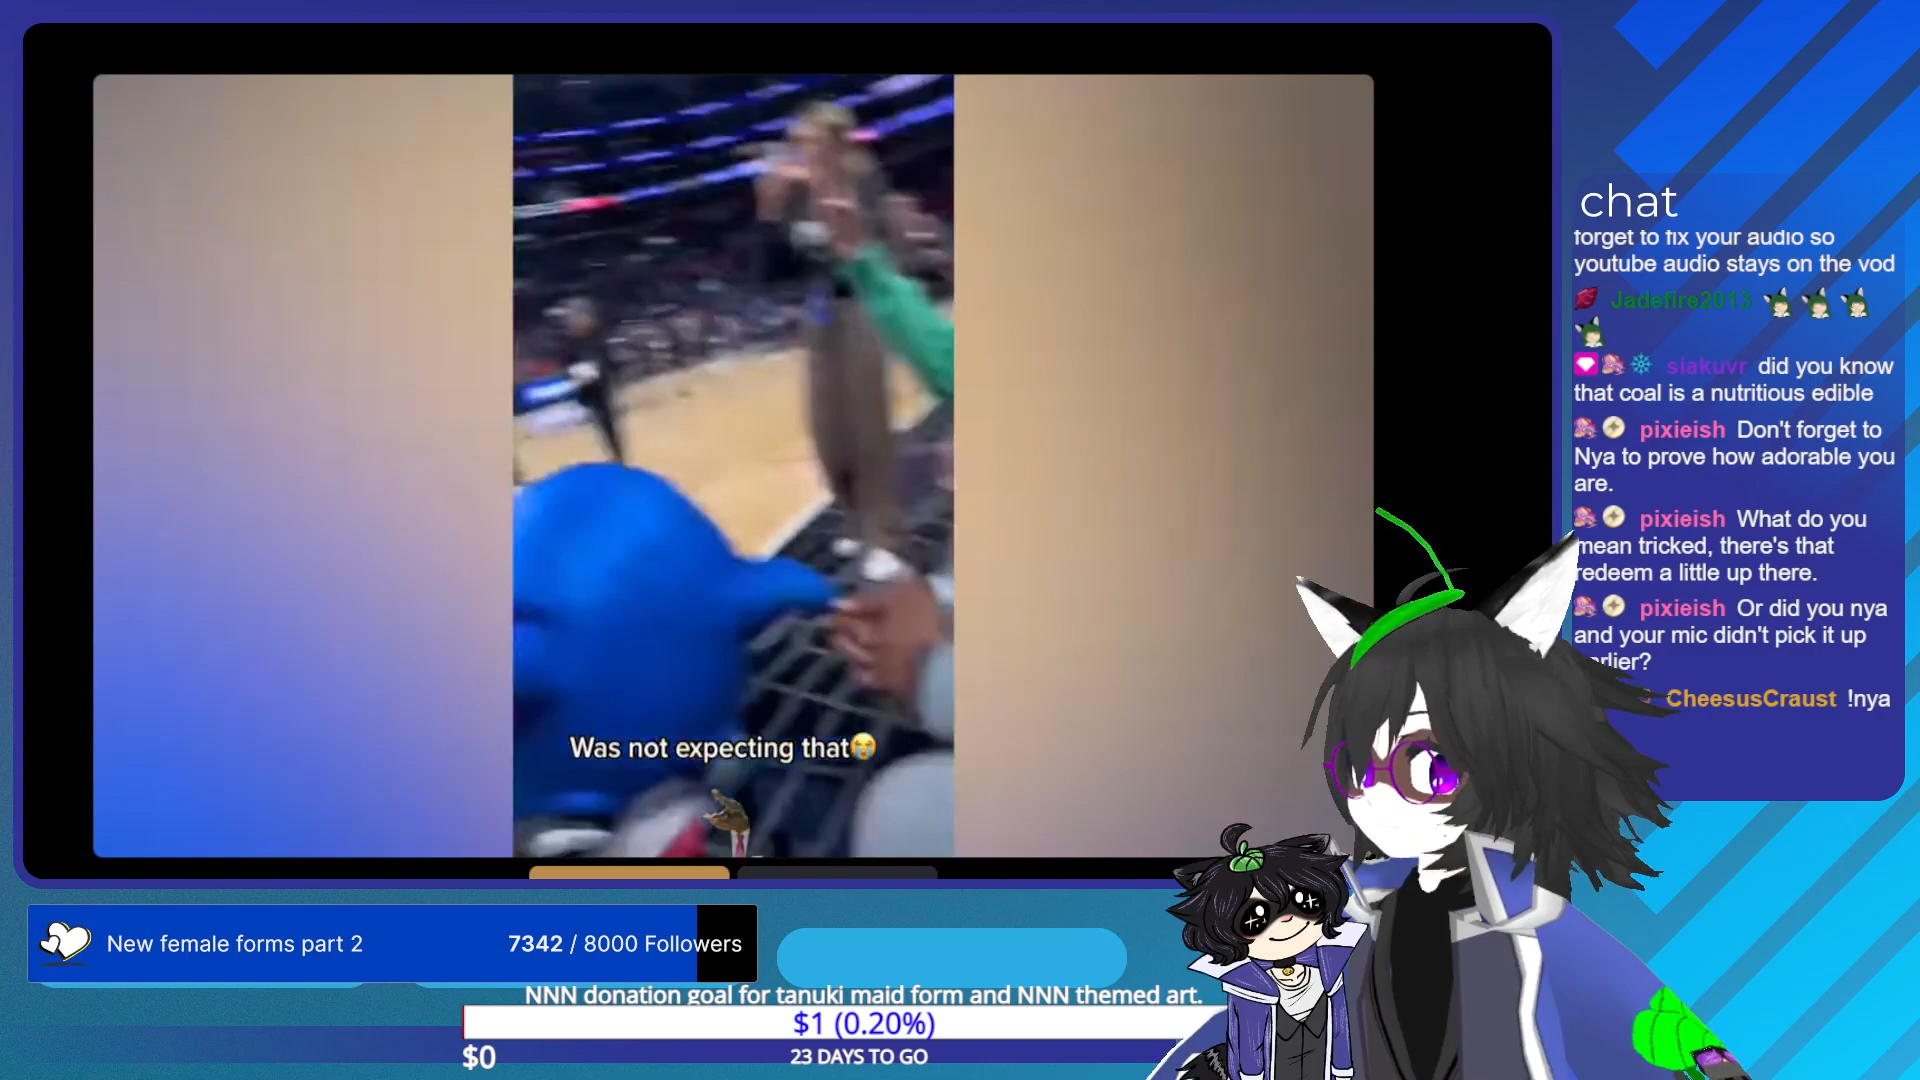 chat
forget to fix your audio so
youtube audio stays on the vod
Jadefire2013
siakuvr did you know
that coal is a nutritious edible
pixieish Don't forget to
Nya to prove how adorable you
are.
pixieish What do you
mean tricked, there's that
redeem a little up there.
pixieish Or did you nya
and your mic didn't pick it up
earlier?
CheesusCraust !nya
Was not expecting that😭
New female forms part 2
7342 / 8000 Followers
NNN donation goal for tanuki maid form and NNN themed art.
$1 (0.20%)
$0
23 DAYS TO GO